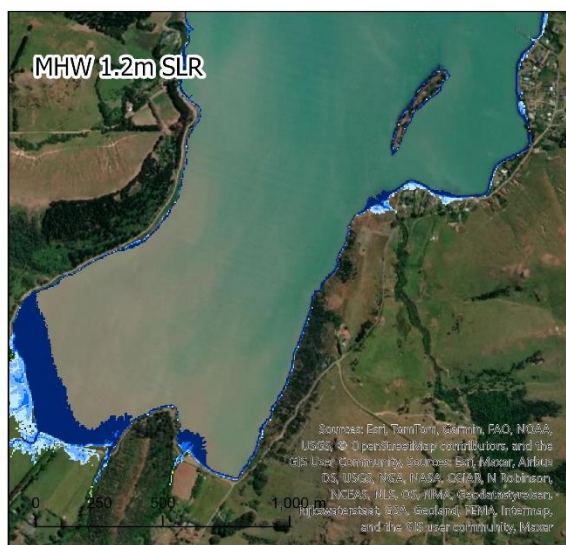 MHW 1.2m SLR
Sources: Esri, TomTom, Garmin, FAO, NOAA,
USGS, © OpenStreetMap contributors, and the
GIS User Community, Sources: Esri, Maxar, Airbus
DS, USGS, NGA, NASA, CGIAR, N Robinson,
NCEAS, NLS, OS, NMA, Geodatastyrelsen,
Rijkswaterstaat, GSA, Geoland, FEMA, Intermap,
and the GIS user community, Maxar
0 250 500 1,000 m